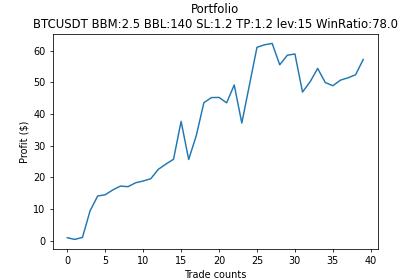 Portfolio
BTCUSDT BBM:2.5 BBL:140 SL:1.2 TP:1.2 lev:15 WinRatio:78.0
60
50
40
30
20
10
0
Profit ($)
0 5 10 15 20 25 30 35 40
Trade counts